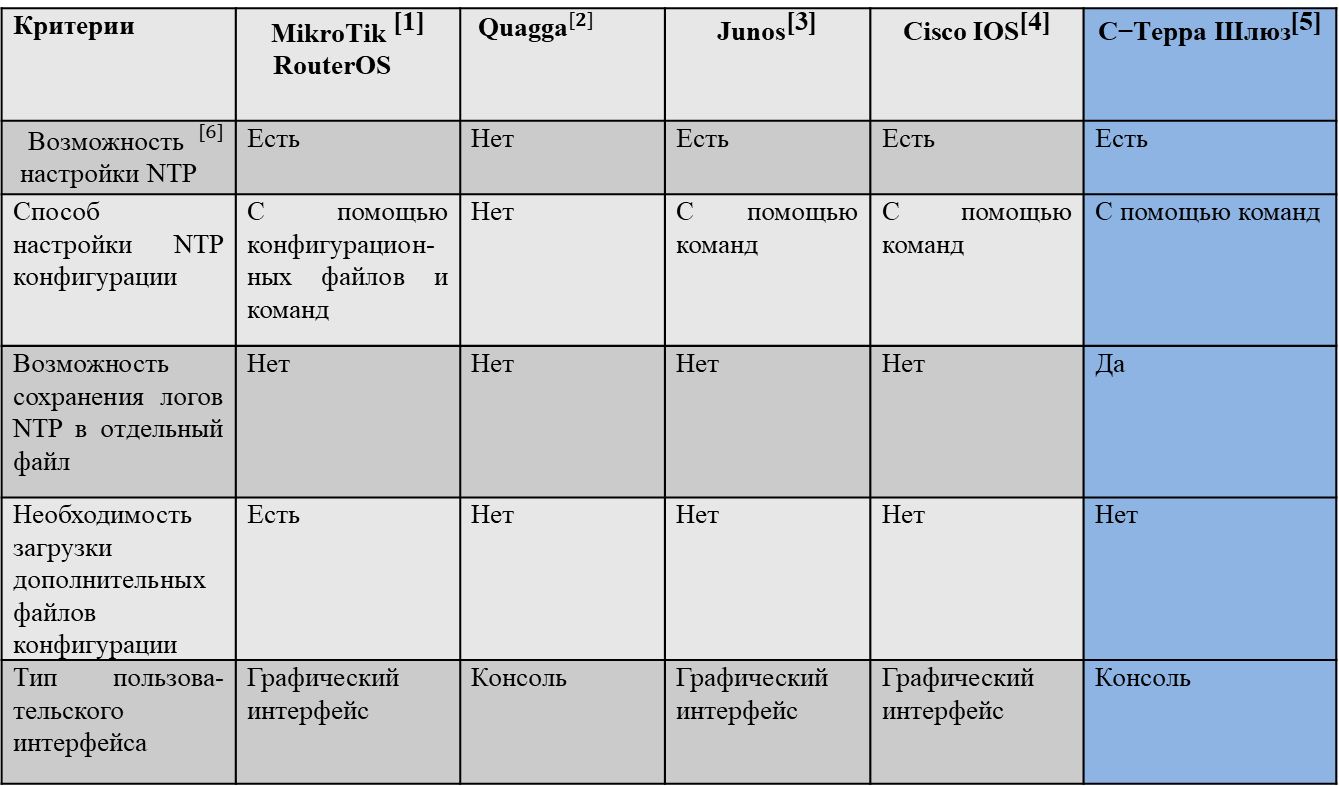 Критерии
MikroTik [1]
RouterOS
Quagga[2]
Junos[3]
Cisco IOS[4]
С−Терра Шлюз[5]
Возможность [6]
настройки NTP
Есть
Нет
Есть
Есть
Есть
Способ
настройки NTP
конфигурации
С помощью
конфигурацион-
ных файлов и
команд
Нет
С помощью
команд
С помощью
команд
С помощью команд
Возможность
сохранения логов
NTP в отдельный
файл
Нет
Нет
Нет
Нет
Да
Необходимость
загрузки
дополнительных
файлов
конфигурации
Есть
Нет
Нет
Нет
Нет
Тип пользова-
тельского
интерфейса
Графический
интерфейс
Консоль
Графический
интерфейс
Графический
интерфейс
Консоль